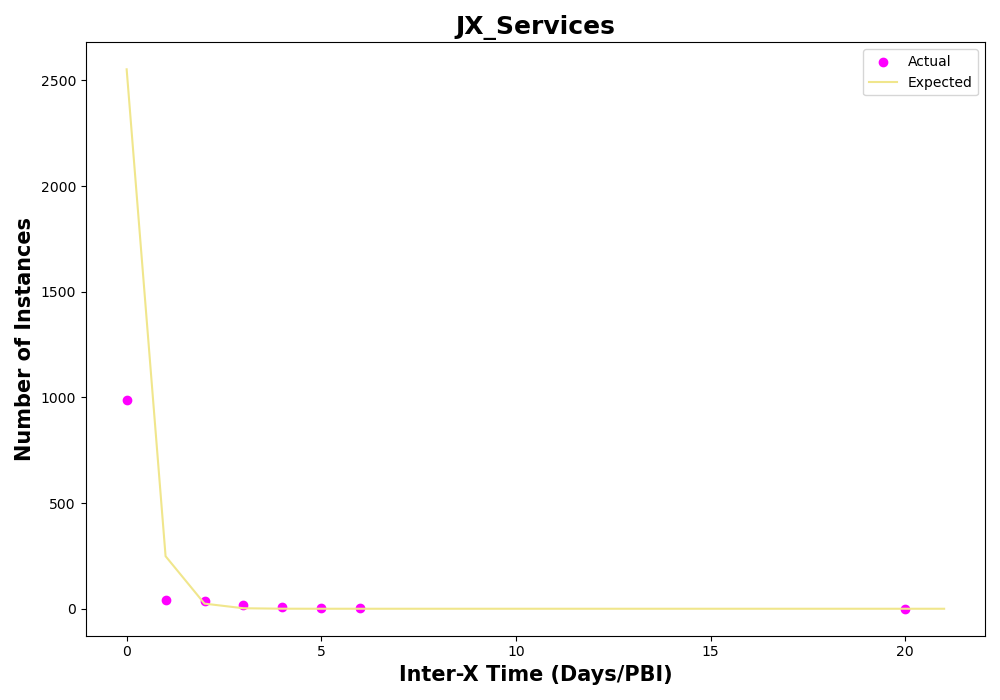 JX_Services
Actual
Expected
2500
2000
1500
1000
500
0
Number of Instances
0 5 10 15 20
Inter-X Time (Days/PBI)